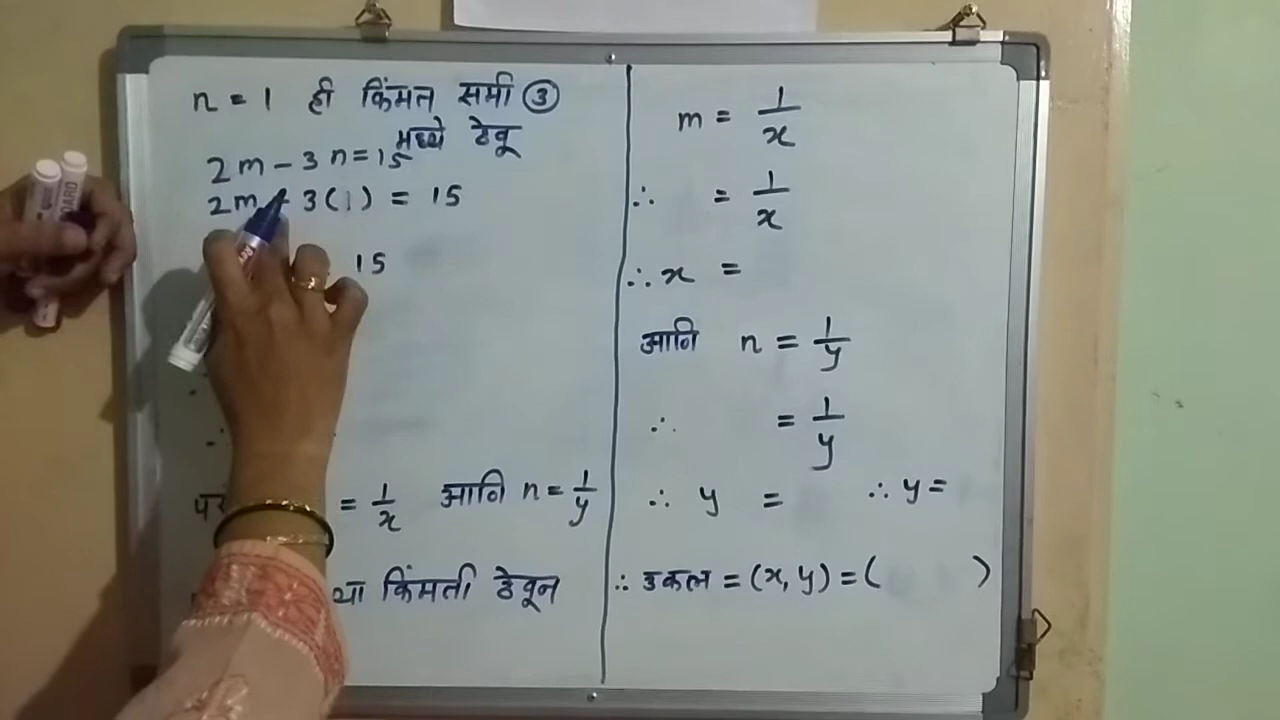 n = 1 ही किंमत समी ③
मध्ये ठेवू
2m - 3n = 15
2m - 3(1) = 15
15
= 1/x आणि n = 1/y
या किंमती ठेवून
m = 1/x
∴ = 1/x
∴ x =
आणि n = 1/y
∴ = 1/y
∴ y = ∴ y =
∴ उकल = (x, y) = ( )